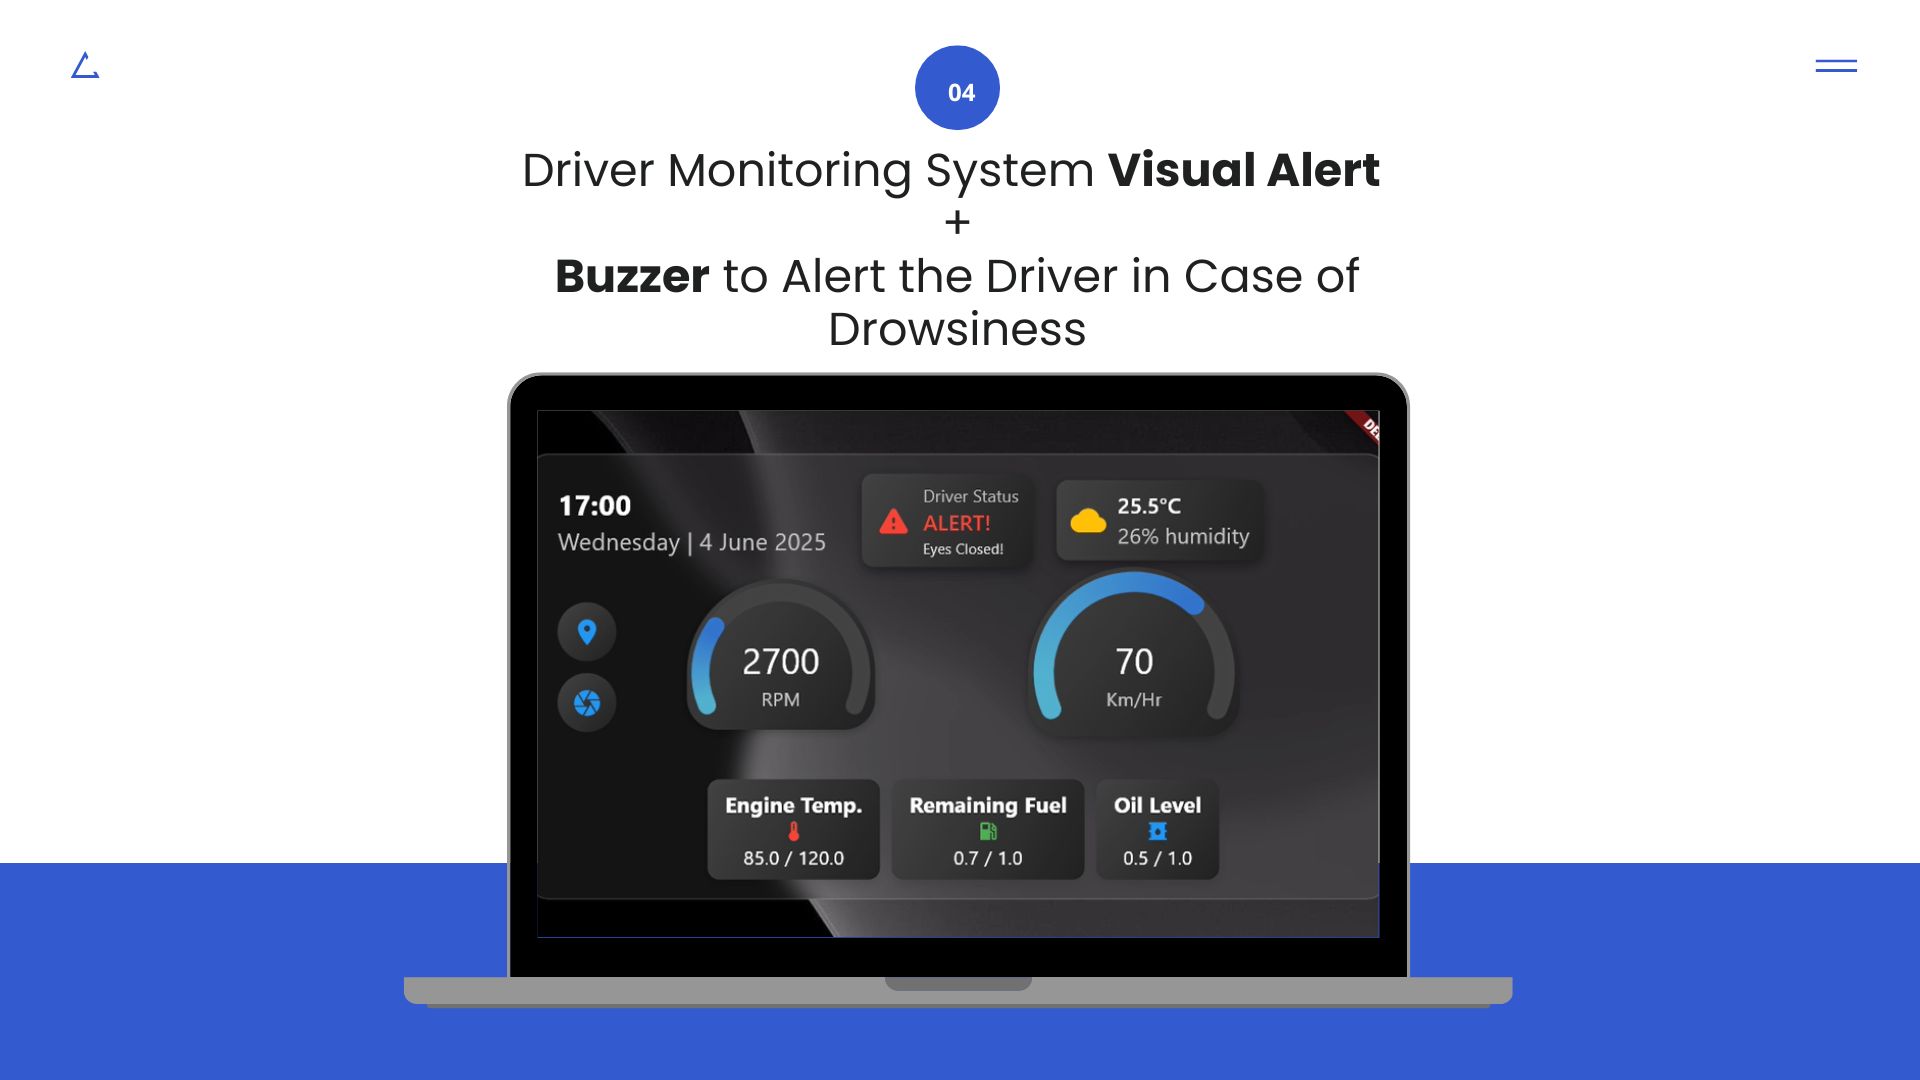 04
Driver Monitoring System Visual Alert
+
Buzzer to Alert the Driver in Case of
Drowsiness
17:00
Wednesday | 4 June 2025
Driver Status
ALERT!
Eyes Closed!
25.5°C
26% humidity
2700
RPM
70
Km/Hr
Engine Temp.
85.0 / 120.0
Remaining Fuel
0.7 / 1.0
Oil Level
0.5 / 1.0